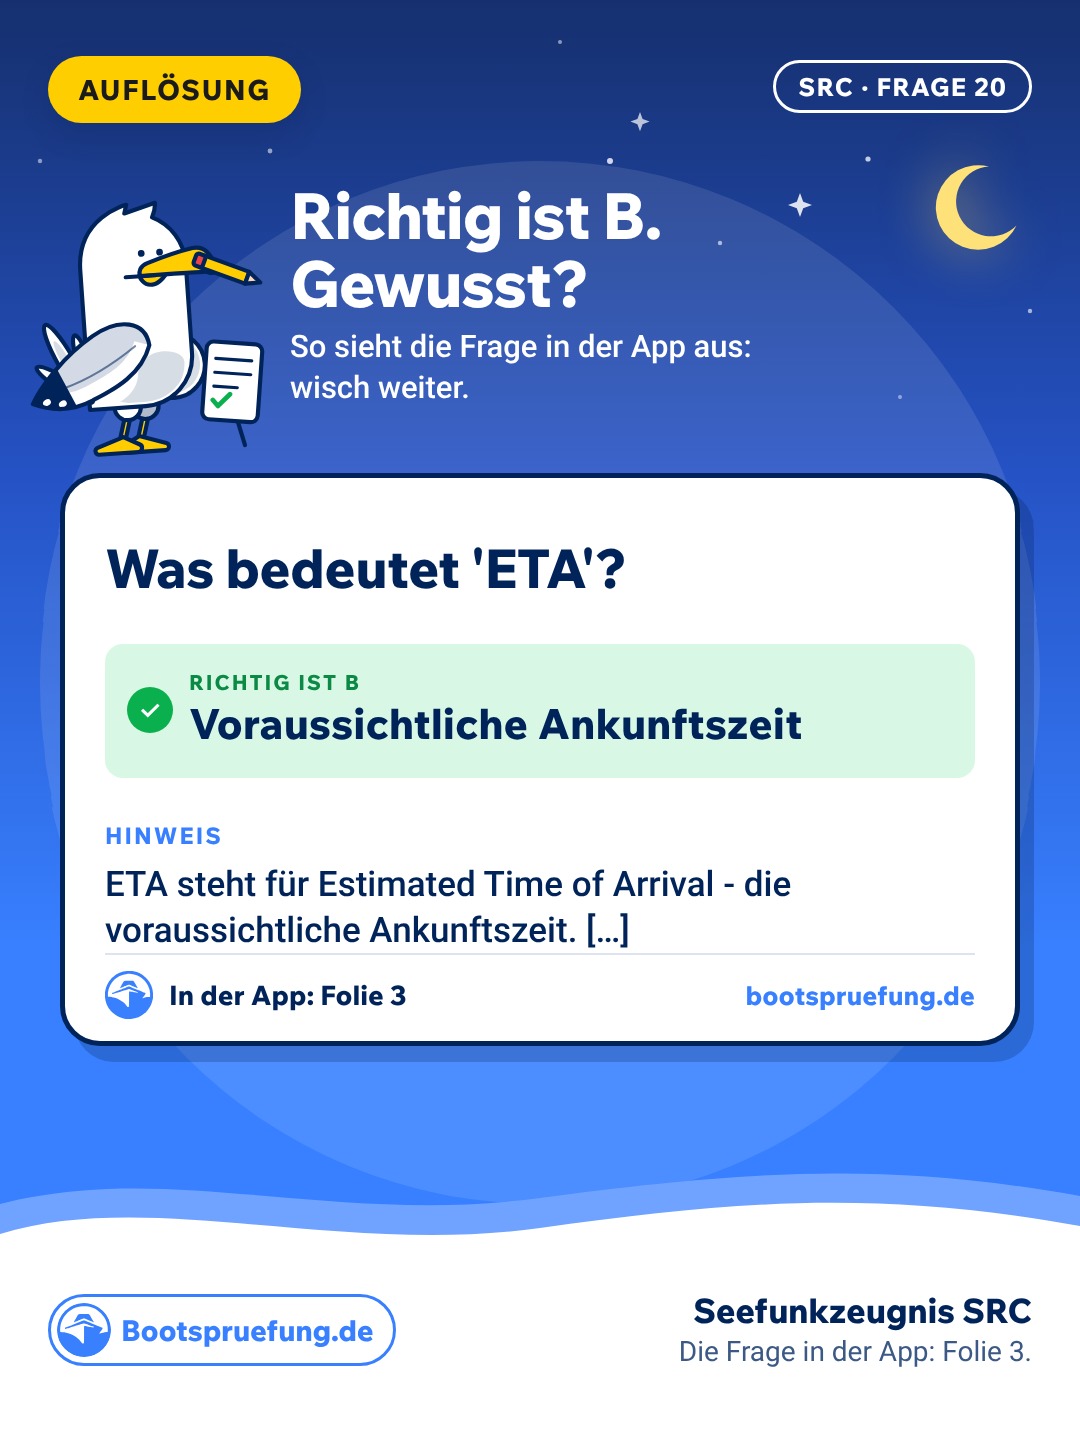 AUFLÖSUNG
SRC · FRAGE 20
Richtig ist B.
Gewusst?
So sieht die Frage in der App aus:
wisch weiter.
Was bedeutet 'ETA'?
RICHTIG IST B
Voraussichtliche Ankunftszeit
HINWEIS
ETA steht für Estimated Time of Arrival - die
voraussichtliche Ankunftszeit. [...]
In der App: Folie 3
bootspruefung.de
Bootspruefung.de
Seefunkzeugnis SRC
Die Frage in der App: Folie 3.